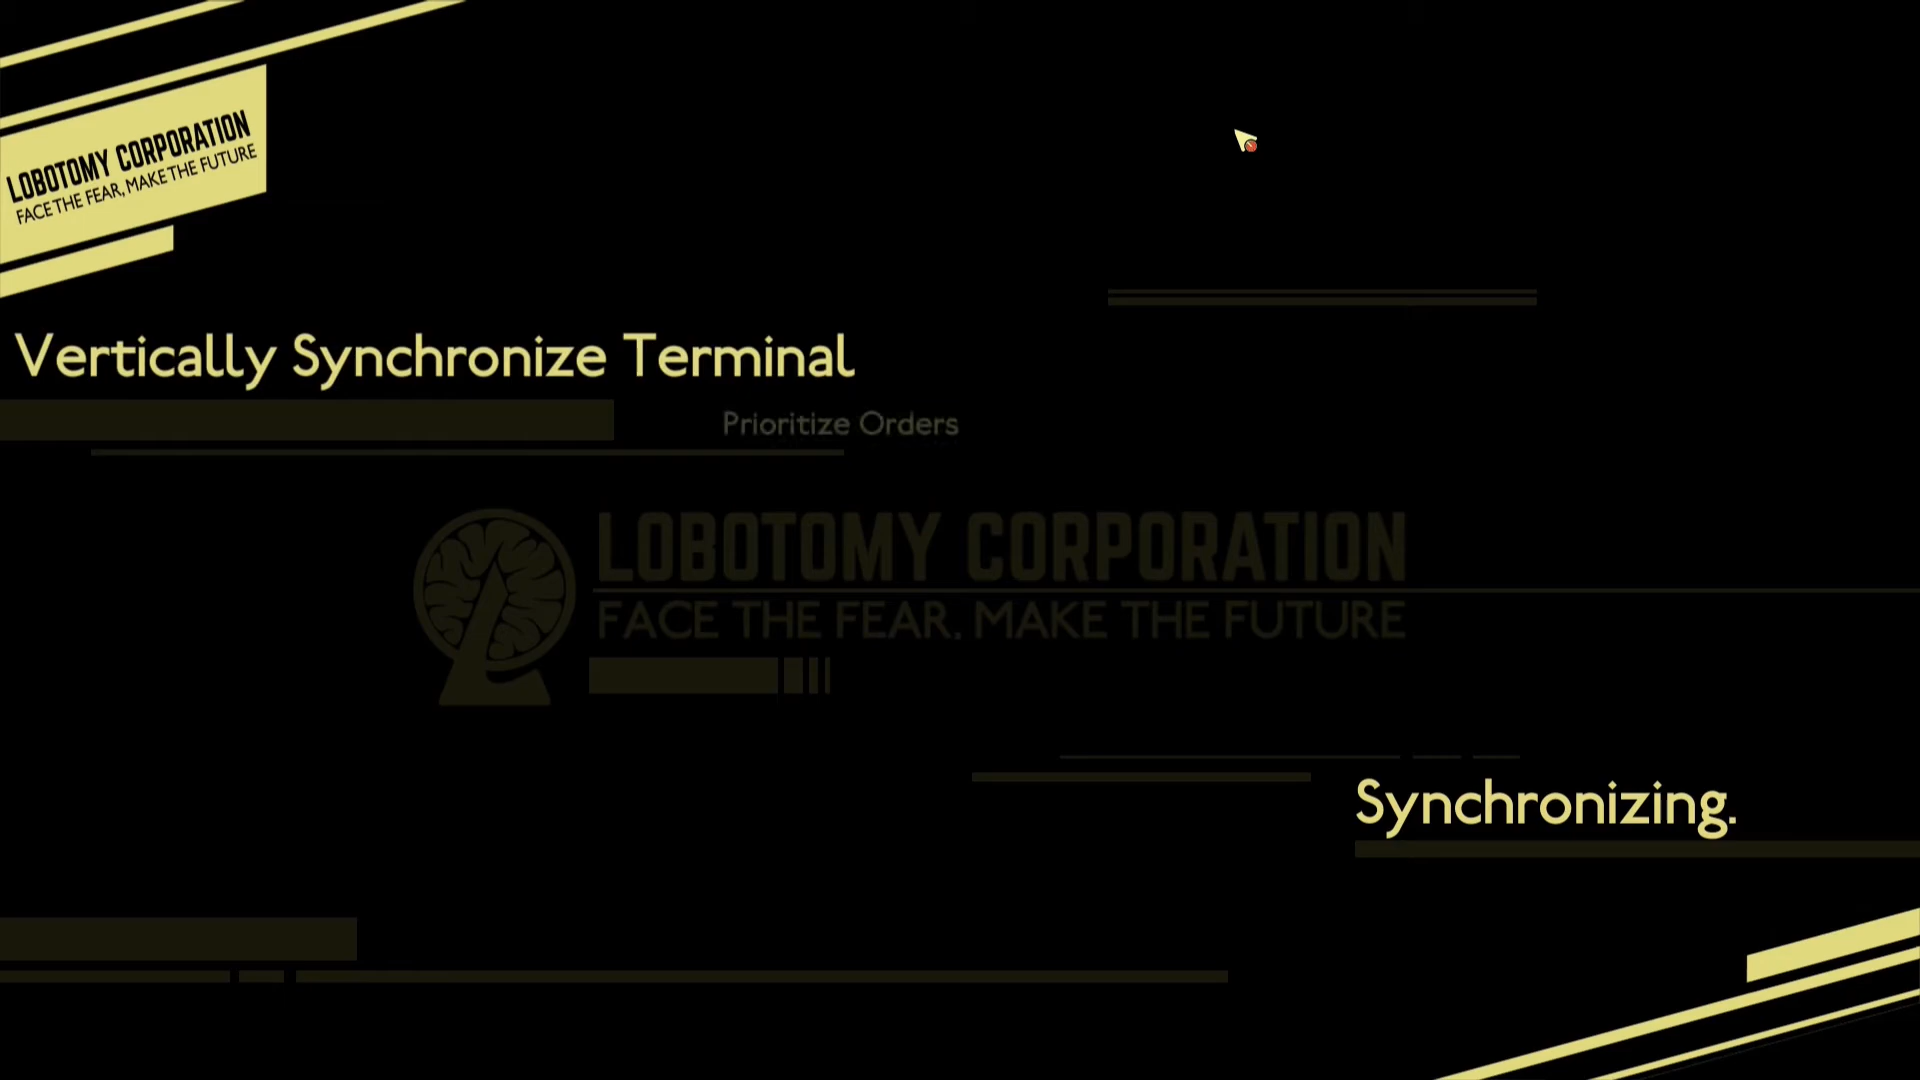 LOBOTOMY CORPORATION
FACE THE FEAR, MAKE THE FUTURE
Vertically Synchronize Terminal
Prioritize Orders
LOBOTOMY CORPORATION
FACE THE FEAR. MAKE THE FUTURE
Synchronizing.